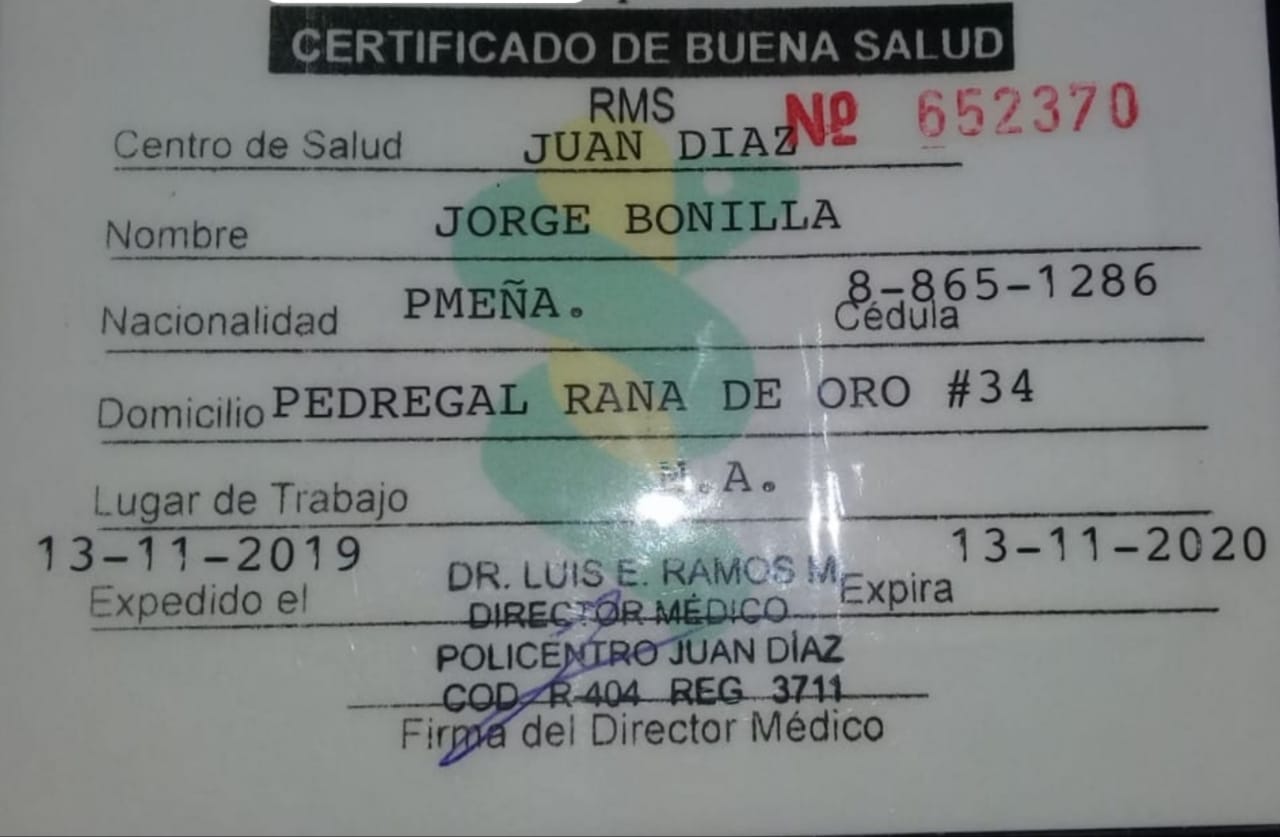 CERTIFICADO DE BUENA SALUD
RMS
Nº 652370
Centro de Salud JUAN DIAZ
Nombre JORGE BONILLA
Nacionalidad PMEÑA. Cédula 8-865-1286
Domicilio PEDREGAL RANA DE ORO #34
Lugar de Trabajo M.A.
13-11-2019 13-11-2020
Expedido el DR. LUIS E. RAMOS M. Expira
DIRECTOR MÉDICO
POLICENTRO JUAN DÍAZ
COD R-404 REG 3711
Firma del Director Médico